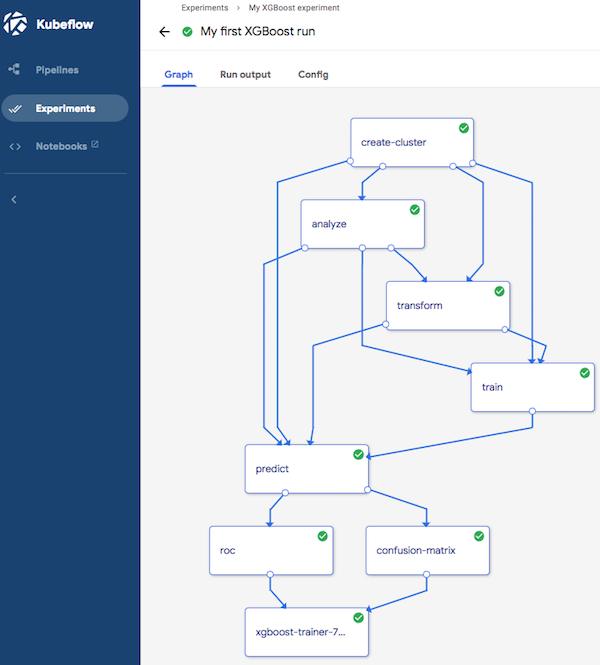 Kubeflow
Pipelines
Experiments
Notebooks
Experiments > My XGBoost experiment
My first XGBoost run
Graph Run output Config
create-cluster
analyze
transform
train
predict
roc confusion-matrix
xgboost-trainer-7...